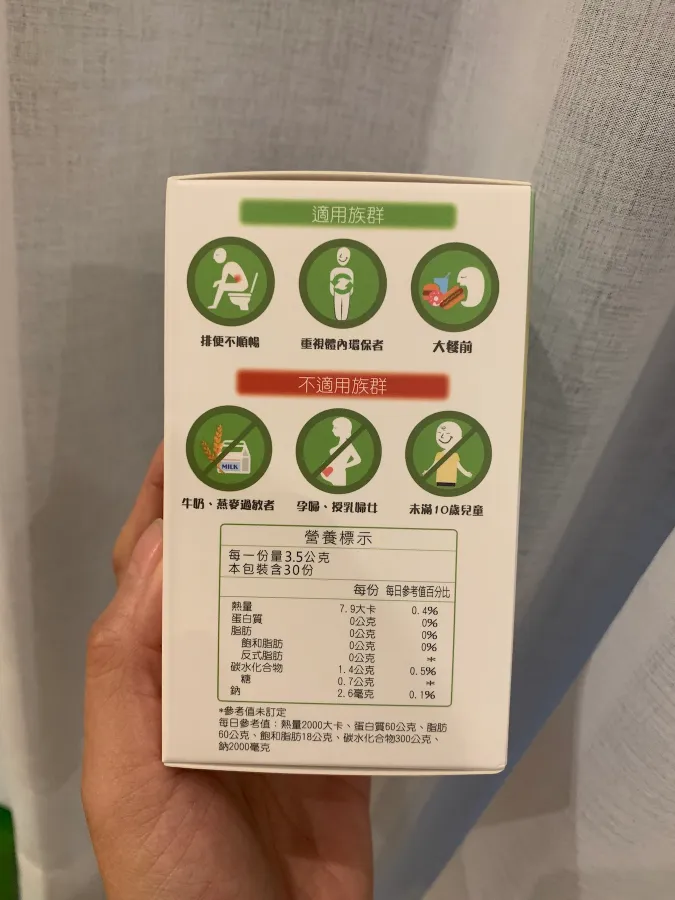 適用族群
排便不順暢 重視體內環保者 大餐前
不適用族群
MILK
牛奶、燕麥過敏者 孕婦、授乳婦女 未滿10歲兒童
營養標示
每一份量3.5公克
本包裝含30份
每份 每日參考值百分比
熱量 7.9大卡 0.4%
蛋白質 0公克 0%
脂肪 0公克 0%
飽和脂肪 0公克 0%
反式脂肪 0公克 *
碳水化合物 1.4公克 0.5%
糖 0.7公克 *
鈉 2.6毫克 0.1%
*參考值未訂定
每日參考值：熱量2000大卡、蛋白質60公克、脂肪
60公克、飽和脂肪18公克、碳水化合物300公克、
鈉2000毫克